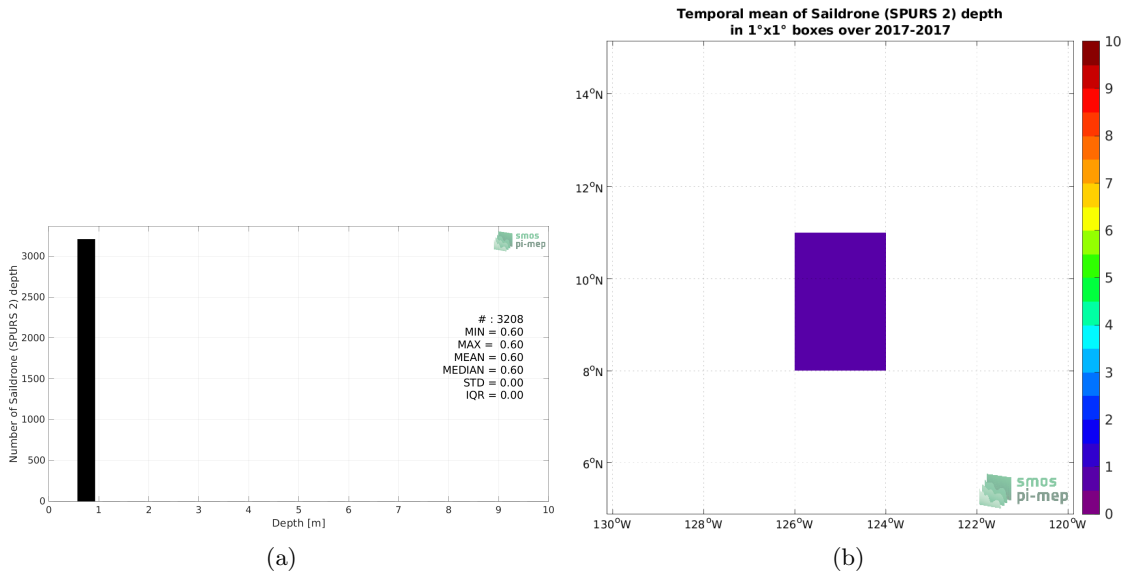 Number of Saildrone (SPURS 2) depth
3000
2500
2000
1500
1000
500
0
0 1 2 3 4 5 6 7 8 9 10
Depth [m]
smos
pi-mep
# : 3208
MIN = 0.60
MAX = 0.60
MEAN = 0.60
MEDIAN = 0.60
STD = 0.00
IQR = 0.00
(a)
Temporal mean of Saildrone (SPURS 2) depth
in 1°x1° boxes over 2017-2017
14°N
12°N
10°N
8°N
6°N
130°W 128°W 126°W 124°W 122°W 120°W
smos
pi-mep
10
9
8
7
6
5
4
3
2
1
0
(b)